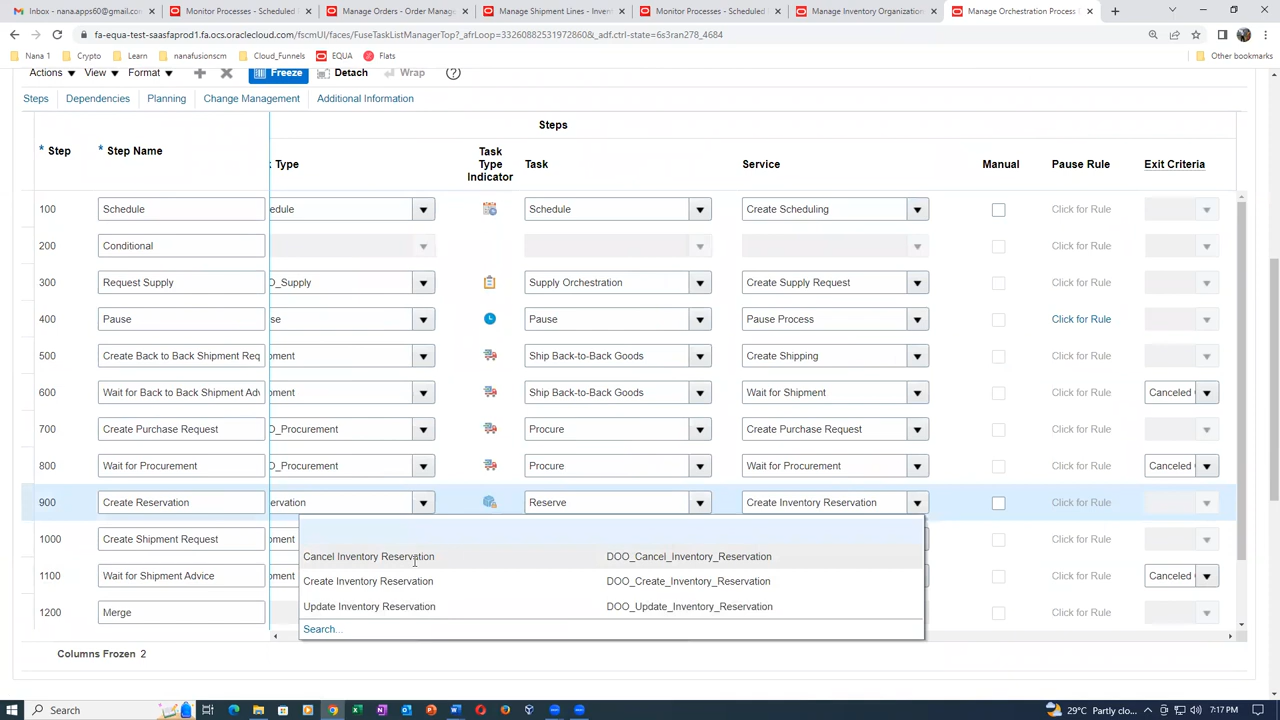 Inbox - nana.apps60@gmail.com
Monitor Processes - Scheduled
Manage Orders - Order Manage
Manage Shipment Lines - Invent
Monitor Processes - Scheduled
Manage Inventory Organization
Manage Orchestration Process
fa-equa-test-saasfaprod1.fa.ocs.oraclecloud.com/fscmUI/faces/FuseTaskListManagerTop?_afrLoop=33260882531972860&_adf.ctrl-state=6s3ran278_4684
Nana 1
Crypto
Learn
nanafusionscm
Cloud_Funnels
EQUA
Flats
Other bookmarks
Actions View Format Freeze Detach Wrap
Steps Dependencies Planning Change Management Additional Information
Steps
* Step * Step Name k Type Task Type Indicator Task Service Manual Pause Rule Exit Criteria
100 Schedule edule Schedule Create Scheduling Click for Rule
200 Conditional Click for Rule
300 Request Supply O_Supply Supply Orchestration Create Supply Request Click for Rule
400 Pause se Pause Pause Process Click for Rule
500 Create Back to Back Shipment Req pment Ship Back-to-Back Goods Create Shipping Click for Rule
600 Wait for Back to Back Shipment Adv pment Ship Back-to-Back Goods Wait for Shipment Click for Rule Canceled
700 Create Purchase Request O_Procurement Procure Create Purchase Request Click for Rule
800 Wait for Procurement O_Procurement Procure Wait for Procurement Click for Rule Canceled
900 Create Reservation ervation Reserve Create Inventory Reservation Click for Rule
1000 Create Shipment Request Click for Rule
Cancel Inventory Reservation DOO_Cancel_Inventory_Reservation
1100 Wait for Shipment Advice Click for Rule Canceled
Create Inventory Reservation DOO_Create_Inventory_Reservation
1200 Merge Click for Rule
Update Inventory Reservation DOO_Update_Inventory_Reservation
Search...
Columns Frozen 2
Search
29°C Partly clo...
7:17 PM